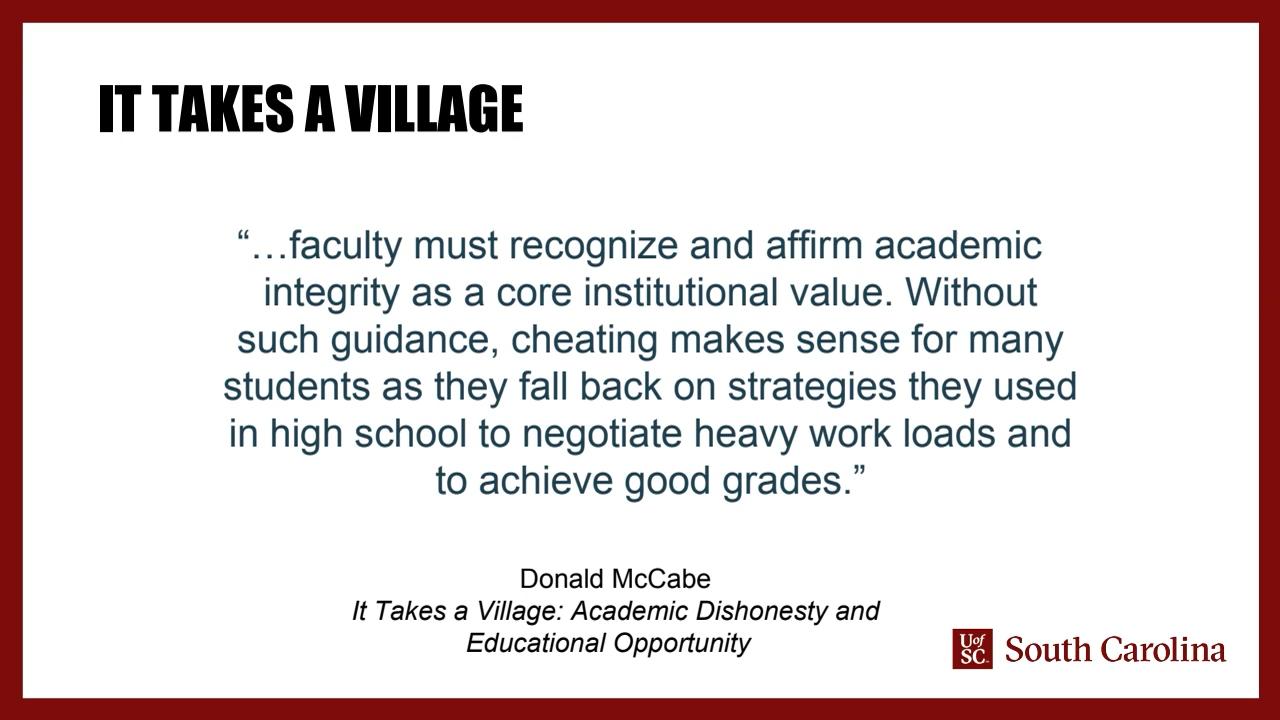 IT TAKES A VILLAGE
“…faculty must recognize and affirm academic
integrity as a core institutional value. Without
such guidance, cheating makes sense for many
students as they fall back on strategies they used
in high school to negotiate heavy work loads and
to achieve good grades.”
Donald McCabe
It Takes a Village: Academic Dishonesty and
Educational Opportunity
Uof
SC
South Carolina